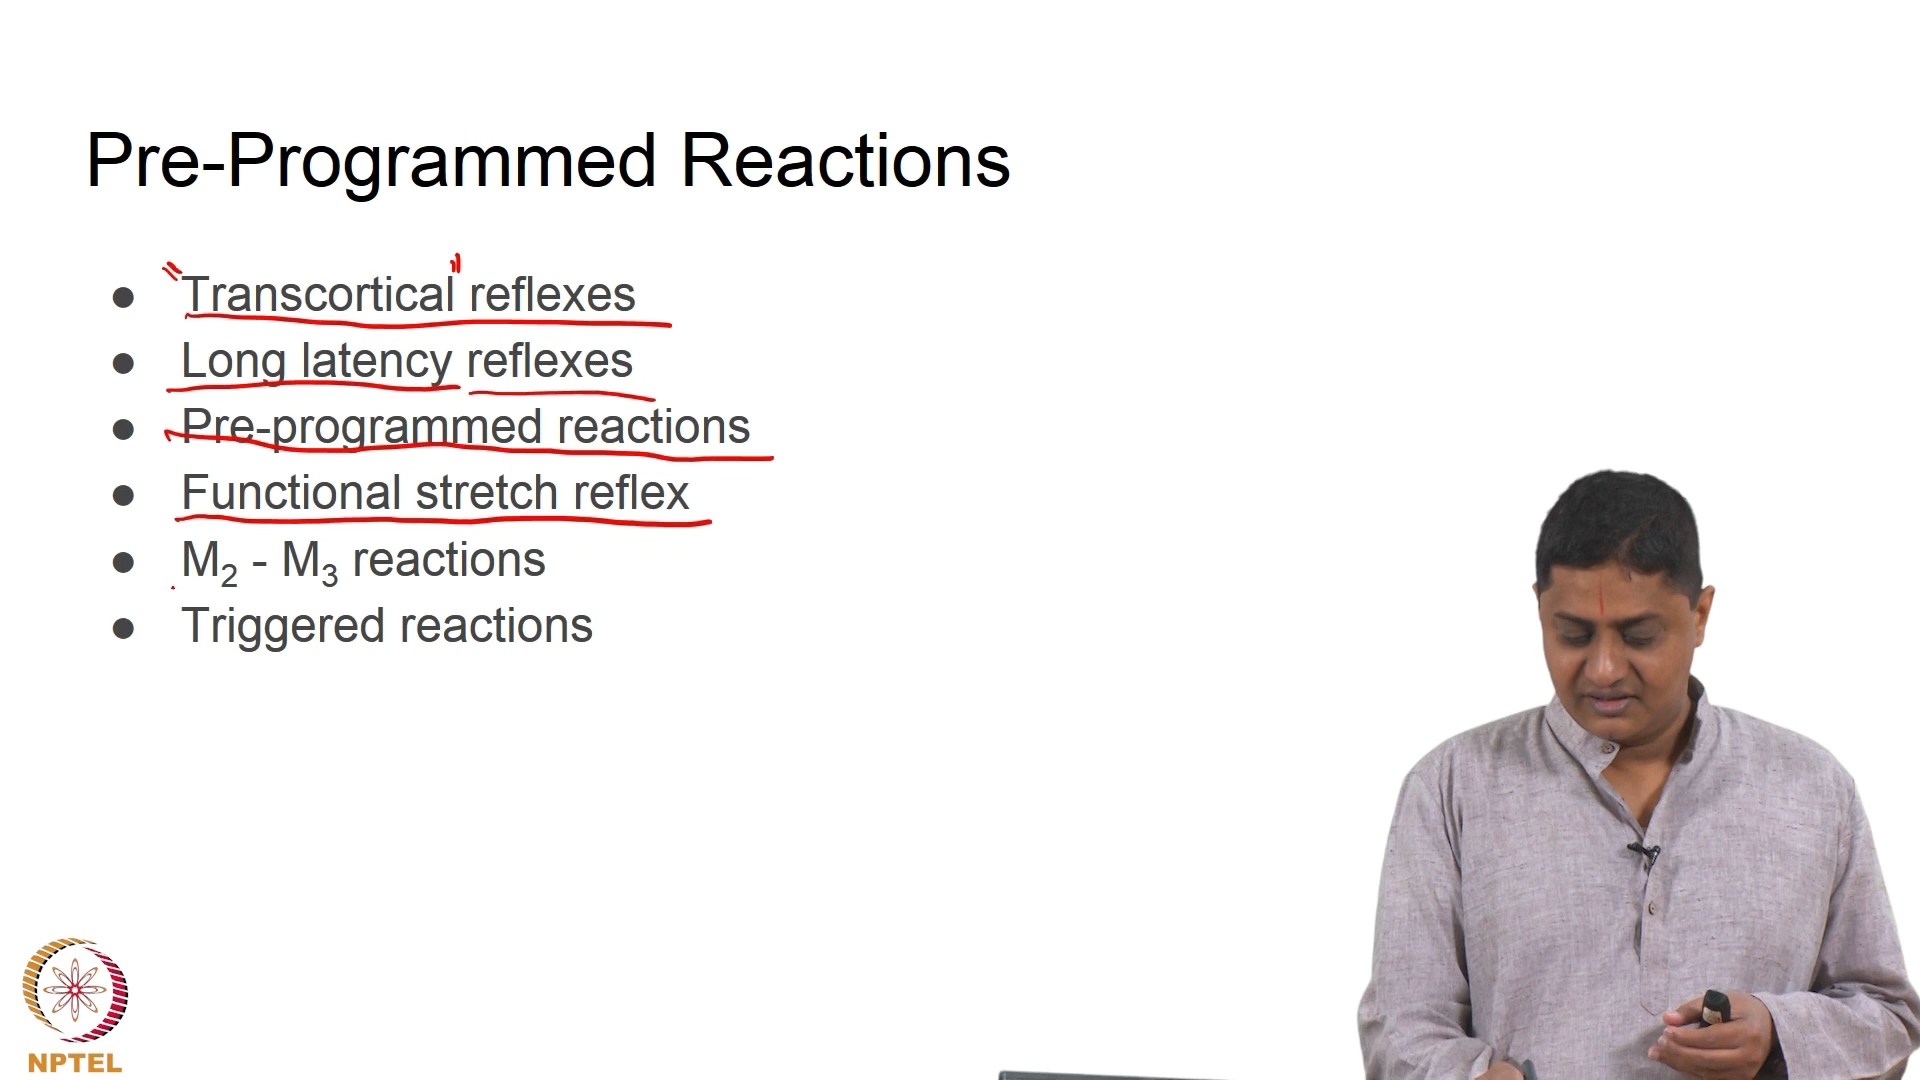 Pre-Programmed Reactions
● "Transcortical" reflexes
● Long latency reflexes
● Pre-programmed reactions
● Functional stretch reflex
● M₂ - M₃ reactions
● Triggered reactions
NPTEL